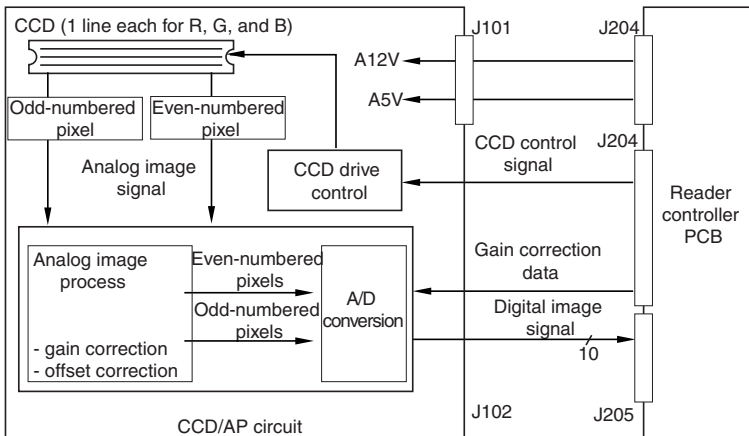 CCD (1 line each for R, G, and B)
J101
J204
A12V
A5V
Odd-numbered
pixel
Even-numbered
pixel
Analog image
signal
CCD drive
control
CCD control
signal
J204
Reader
controller
PCB
Analog image
process
- gain correction
- offset correction
Even-numbered
pixels
Odd-numbered
pixels
A/D
conversion
Gain correction
data
Digital image
signal
10
CCD/AP circuit
J102
J205